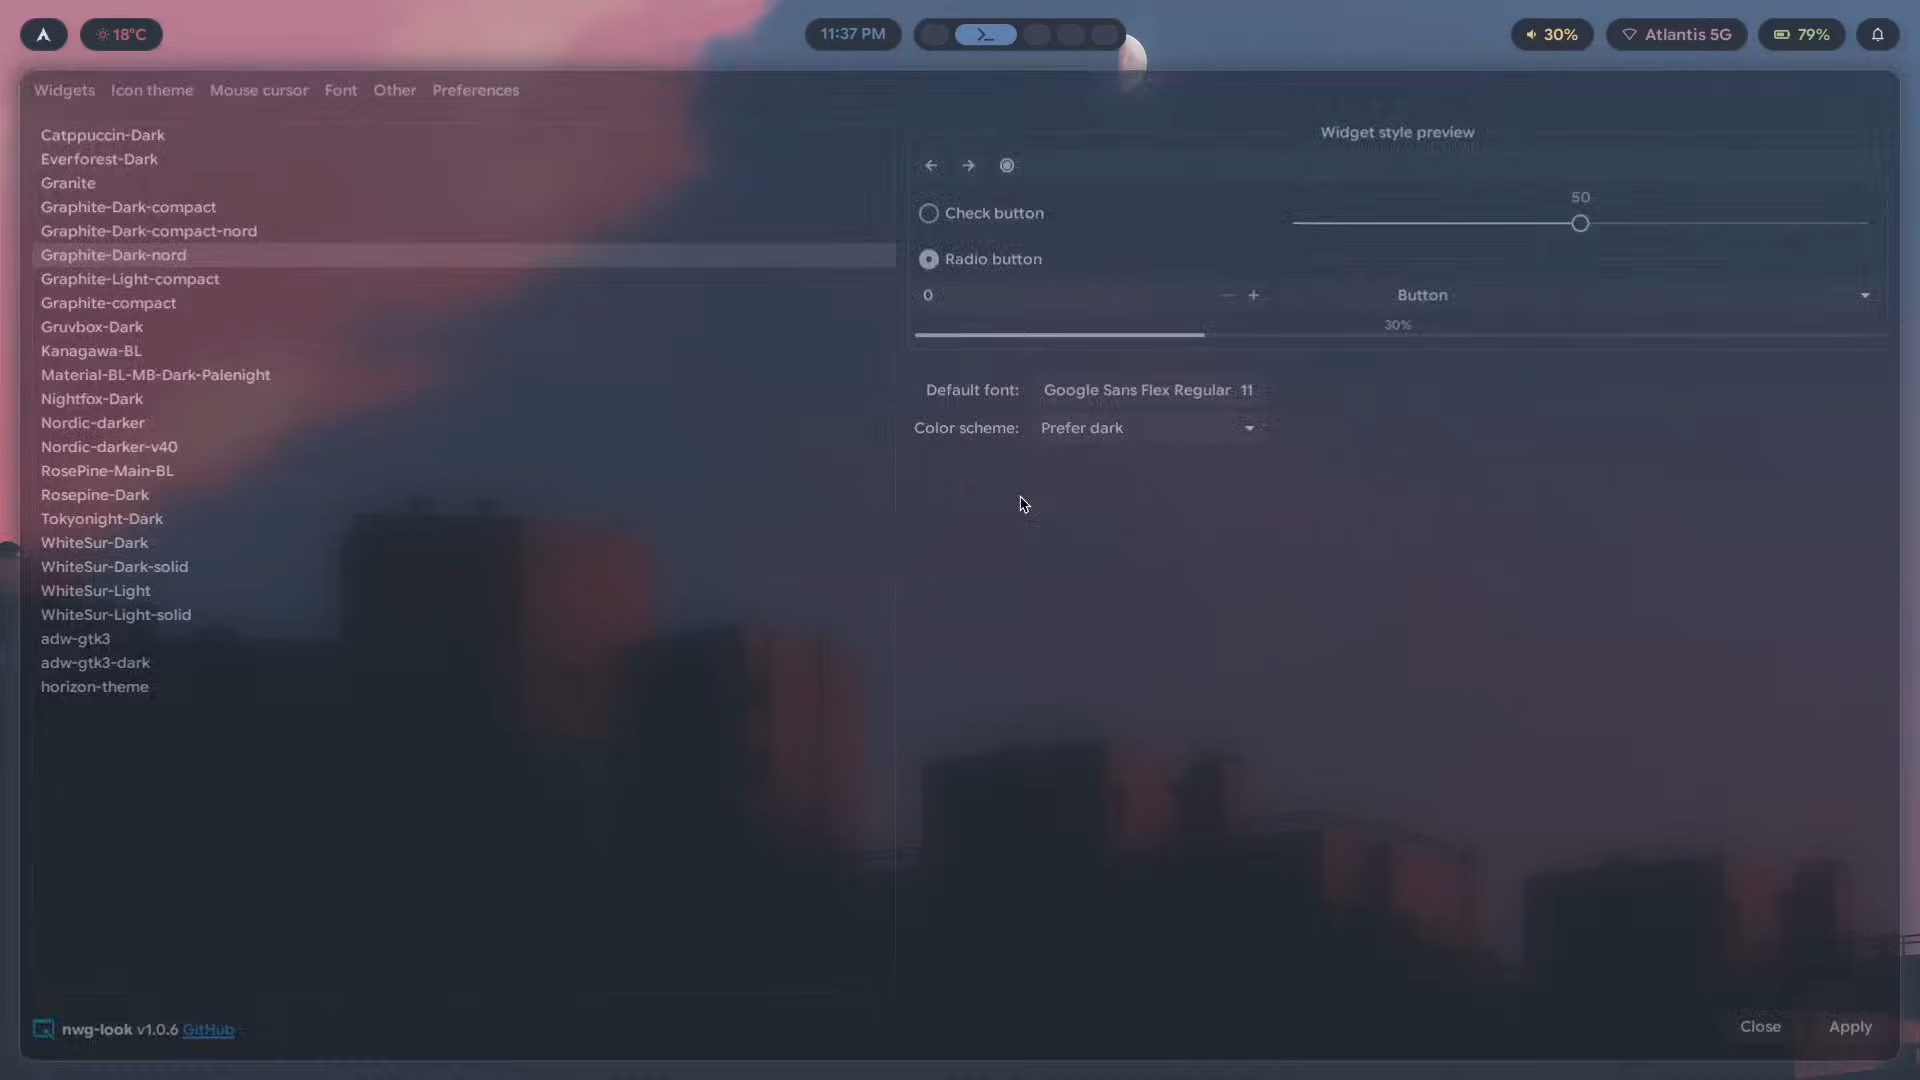 18°C
11:37 PM
30%
Atlantis 5G
79%
Widgets Icon theme Mouse cursor Font Other Preferences
Catppuccin-Dark
Everforest-Dark
Granite
Graphite-Dark-compact
Graphite-Dark-compact-nord
Graphite-Dark-nord
Graphite-Light-compact
Graphite-compact
Gruvbox-Dark
Kanagawa-BL
Material-BL-MB-Dark-Palenight
Nightfox-Dark
Nordic-darker
Nordic-darker-v40
RosePine-Main-BL
Rosepine-Dark
Tokyonight-Dark
WhiteSur-Dark
WhiteSur-Dark-solid
WhiteSur-Light
WhiteSur-Light-solid
adw-gtk3
adw-gtk3-dark
horizon-theme
Widget style preview
Check button
50
Radio button
0 − + Button
30%
Default font: Google Sans Flex Regular 11
Color scheme: Prefer dark
nwg-look v1.0.6 GitHub
Close Apply